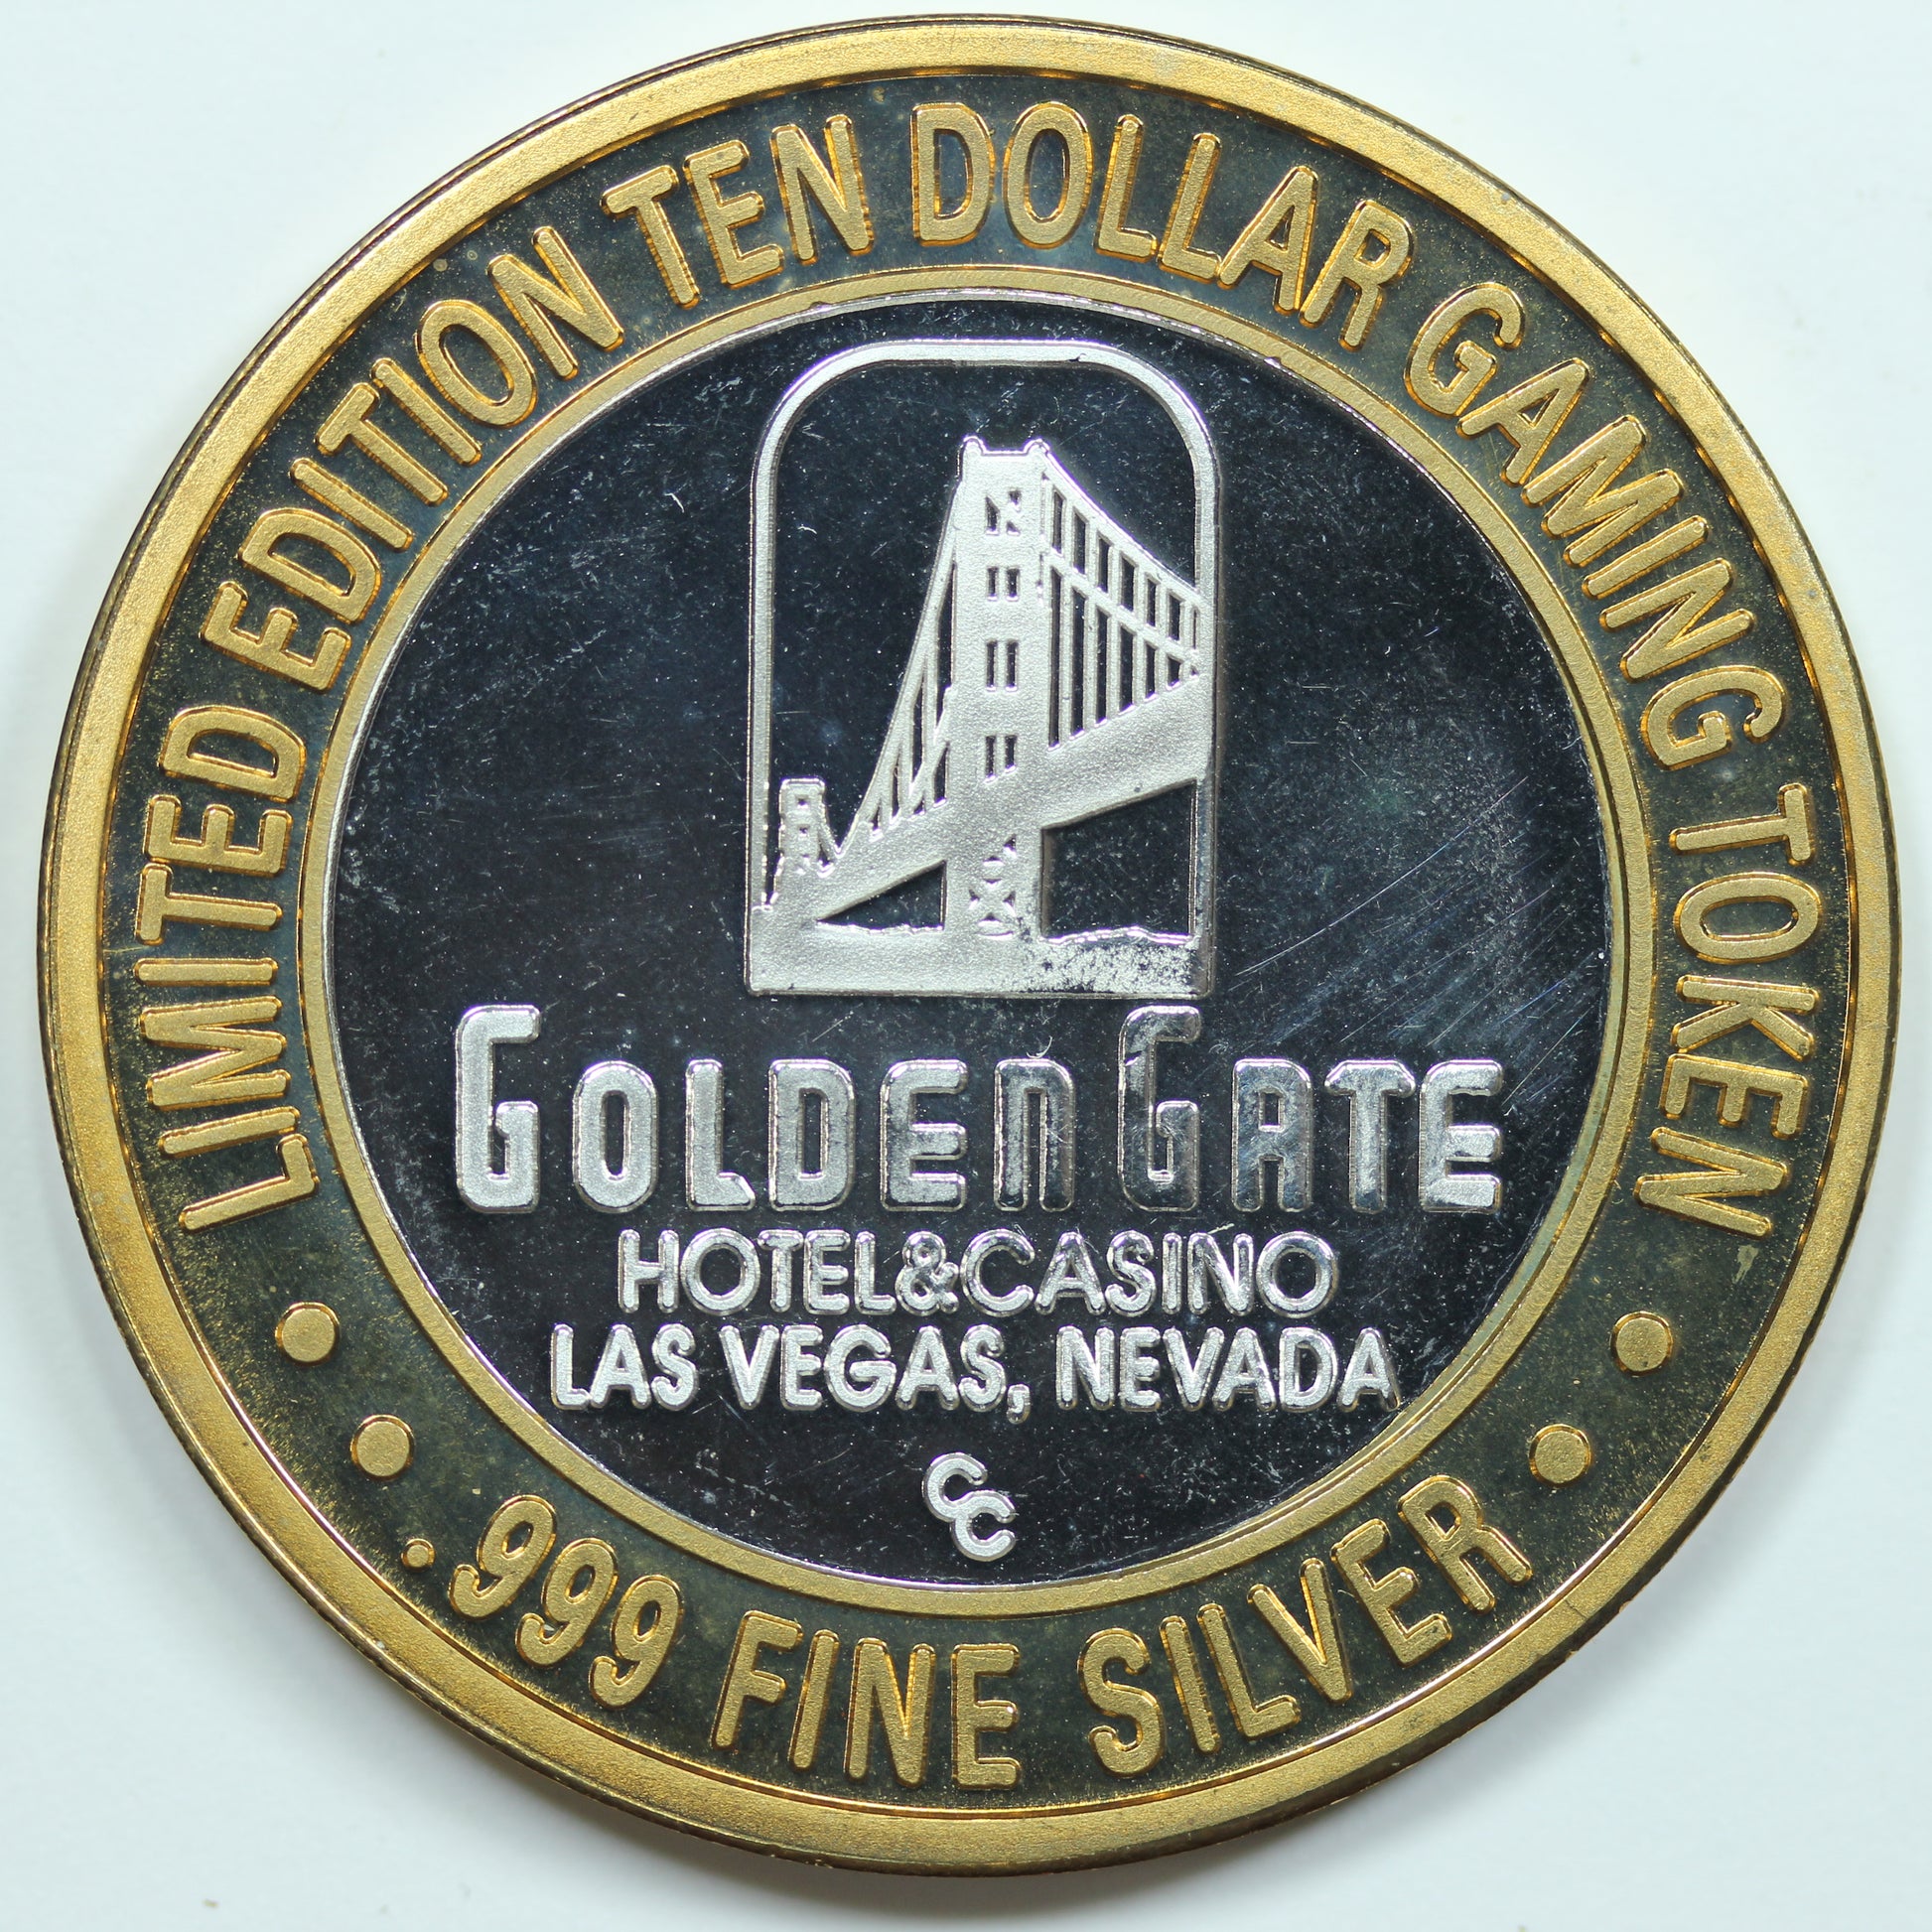 LIMITED EDITION TEN DOLLAR GAMING TOKEN
GOLDEN GATE
HOTEL&CASINO
LAS VEGAS, NEVADA
CC
.999 FINE SILVER